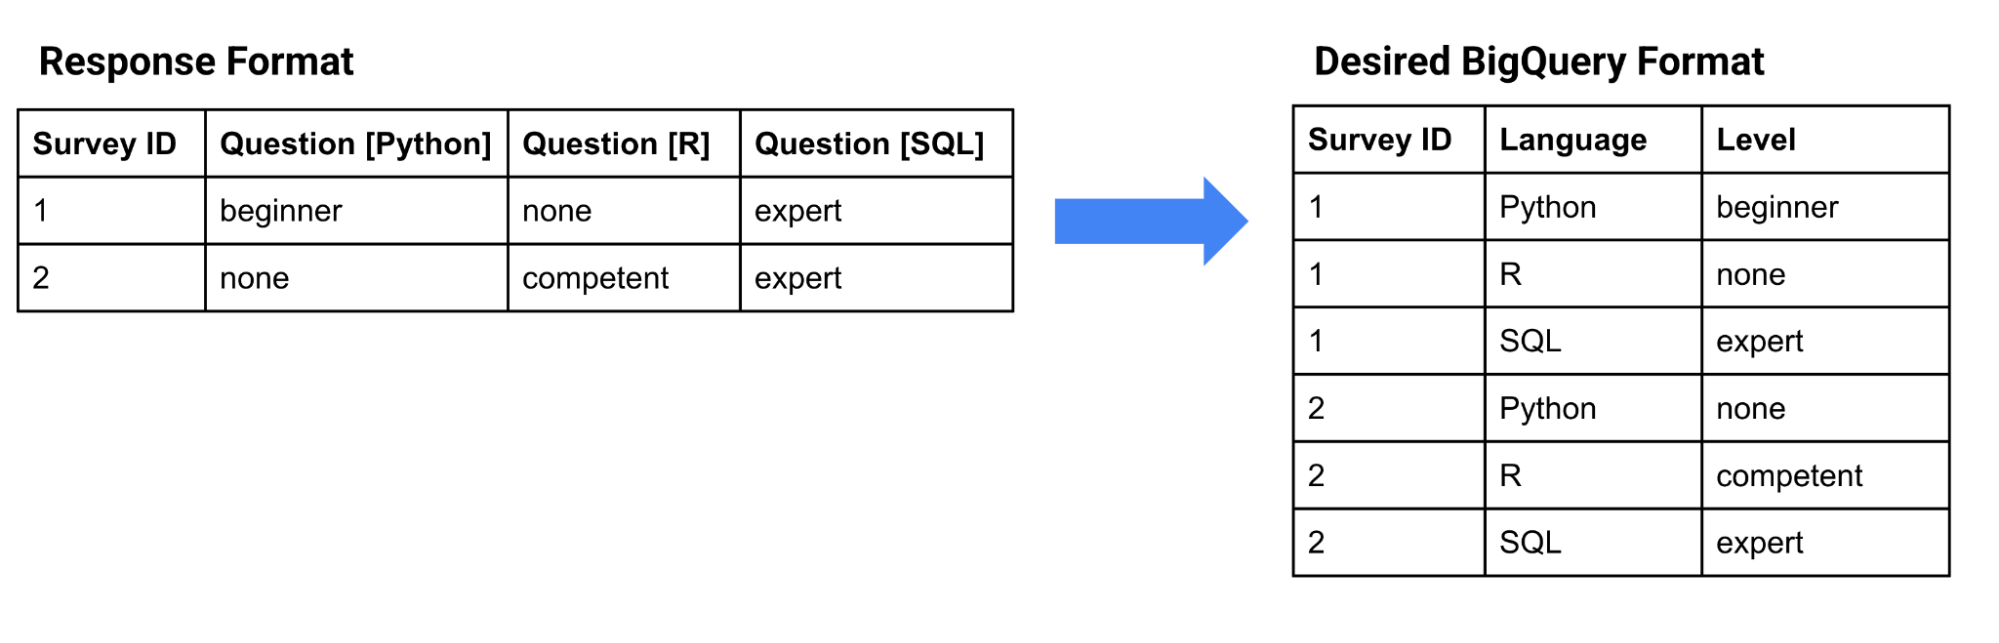 Response Format
Survey ID Question [Python] Question [R] Question [SQL]
1 beginner none expert
2 none competent expert
Desired BigQuery Format
Survey ID Language Level
1 Python beginner
1 R none
1 SQL expert
2 Python none
2 R competent
2 SQL expert